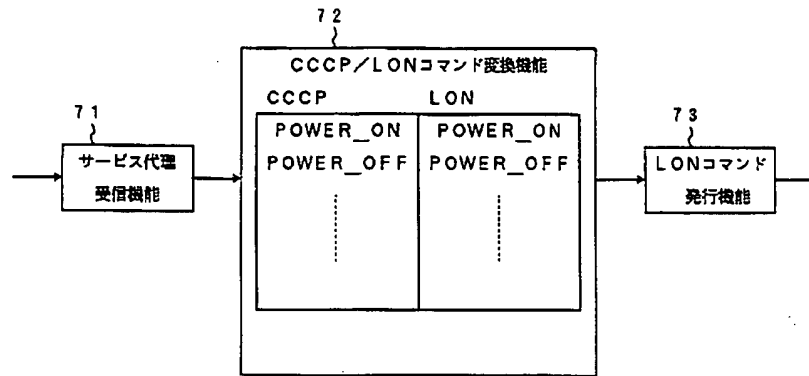 72
CCCP/LONコマンド変換機能
CCCP LON
POWER_ON POWER_ON
POWER_OFF POWER_OFF
71
サービス代理
受信機能
73
LONコマンド
発行機能